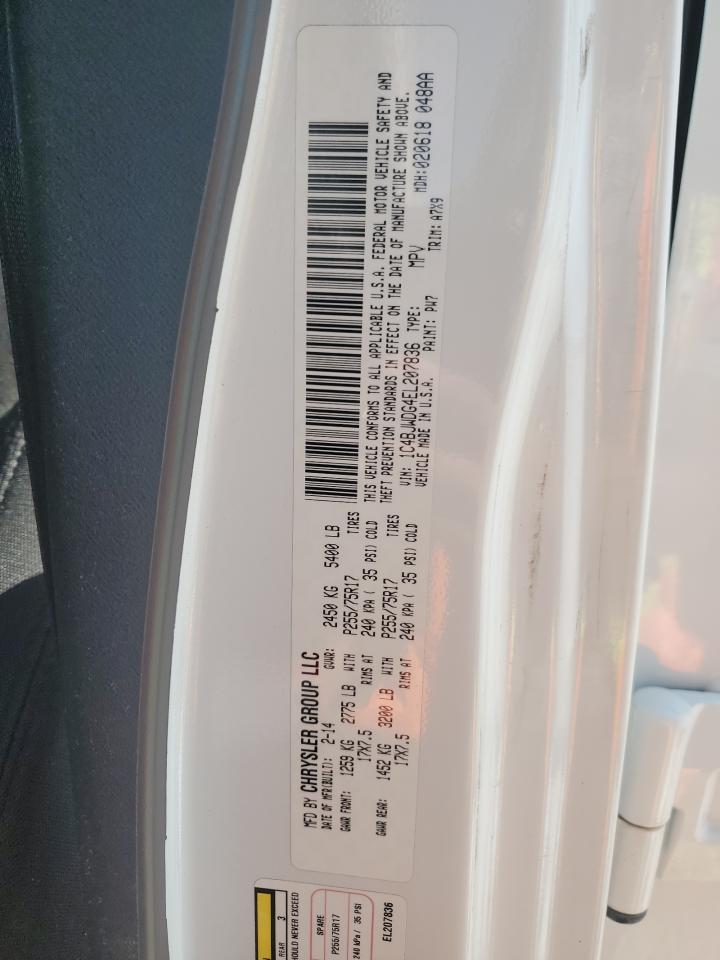 MFD BY CHRYSLER GROUP LLC
DATE OF MFR(BUILT): 2-14 GVWR: 2450 KG 5400 LB
GAWR FRONT: 1259 KG 2775 LB WITH P255/75R17 TIRES
17X7.5 RIMS AT 240 KPA ( 35 PSI) COLD
GAWR REAR: 1452 KG 3200 LB WITH P255/75R17 TIRES
17X7.5 RIMS AT 240 KPA ( 35 PSI) COLD
THIS VEHICLE CONFORMS TO ALL APPLICABLE U.S.A. FEDERAL MOTOR VEHICLE SAFETY AND
THEFT PREVENTION STANDARDS IN EFFECT ON THE DATE OF MANUFACTURE SHOWN ABOVE.
VIN: 1C4BJWDG4EL207836 TYPE: MPV MDH:020618 048AA
VEHICLE MADE IN U.S.A. PAINT: PW7 TRIM: A7X9
REAR 3
HOULD NEVER EXCEED
SPARE
P255/75R17
240 kPa/ 35 PSI
EL207836